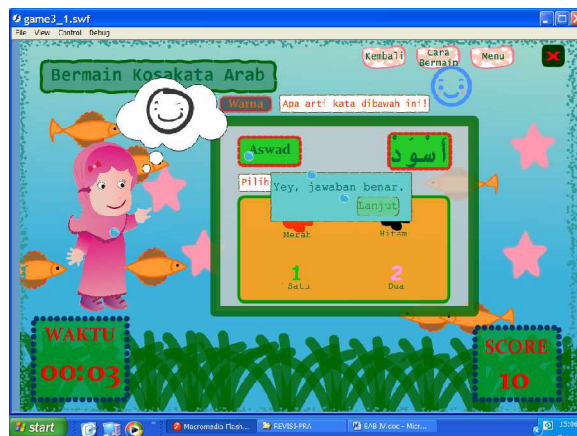 game3_1.swf
File View Control Debug
Kembali
Cara Bermain
Menu
Bermain Kosakata Arab
Warna
Apa arti kata dibawah ini!
Aswad
أَسْوَدْ
Pilih
Yey, jawaban benar.
Lanjut
Merah
Hitam
1
2
Satu
Dua
WAKTU
00:03
SCORE
10
start
Macromedia Flash...
REVISI-PRA
BAB IV.doc - Micr...